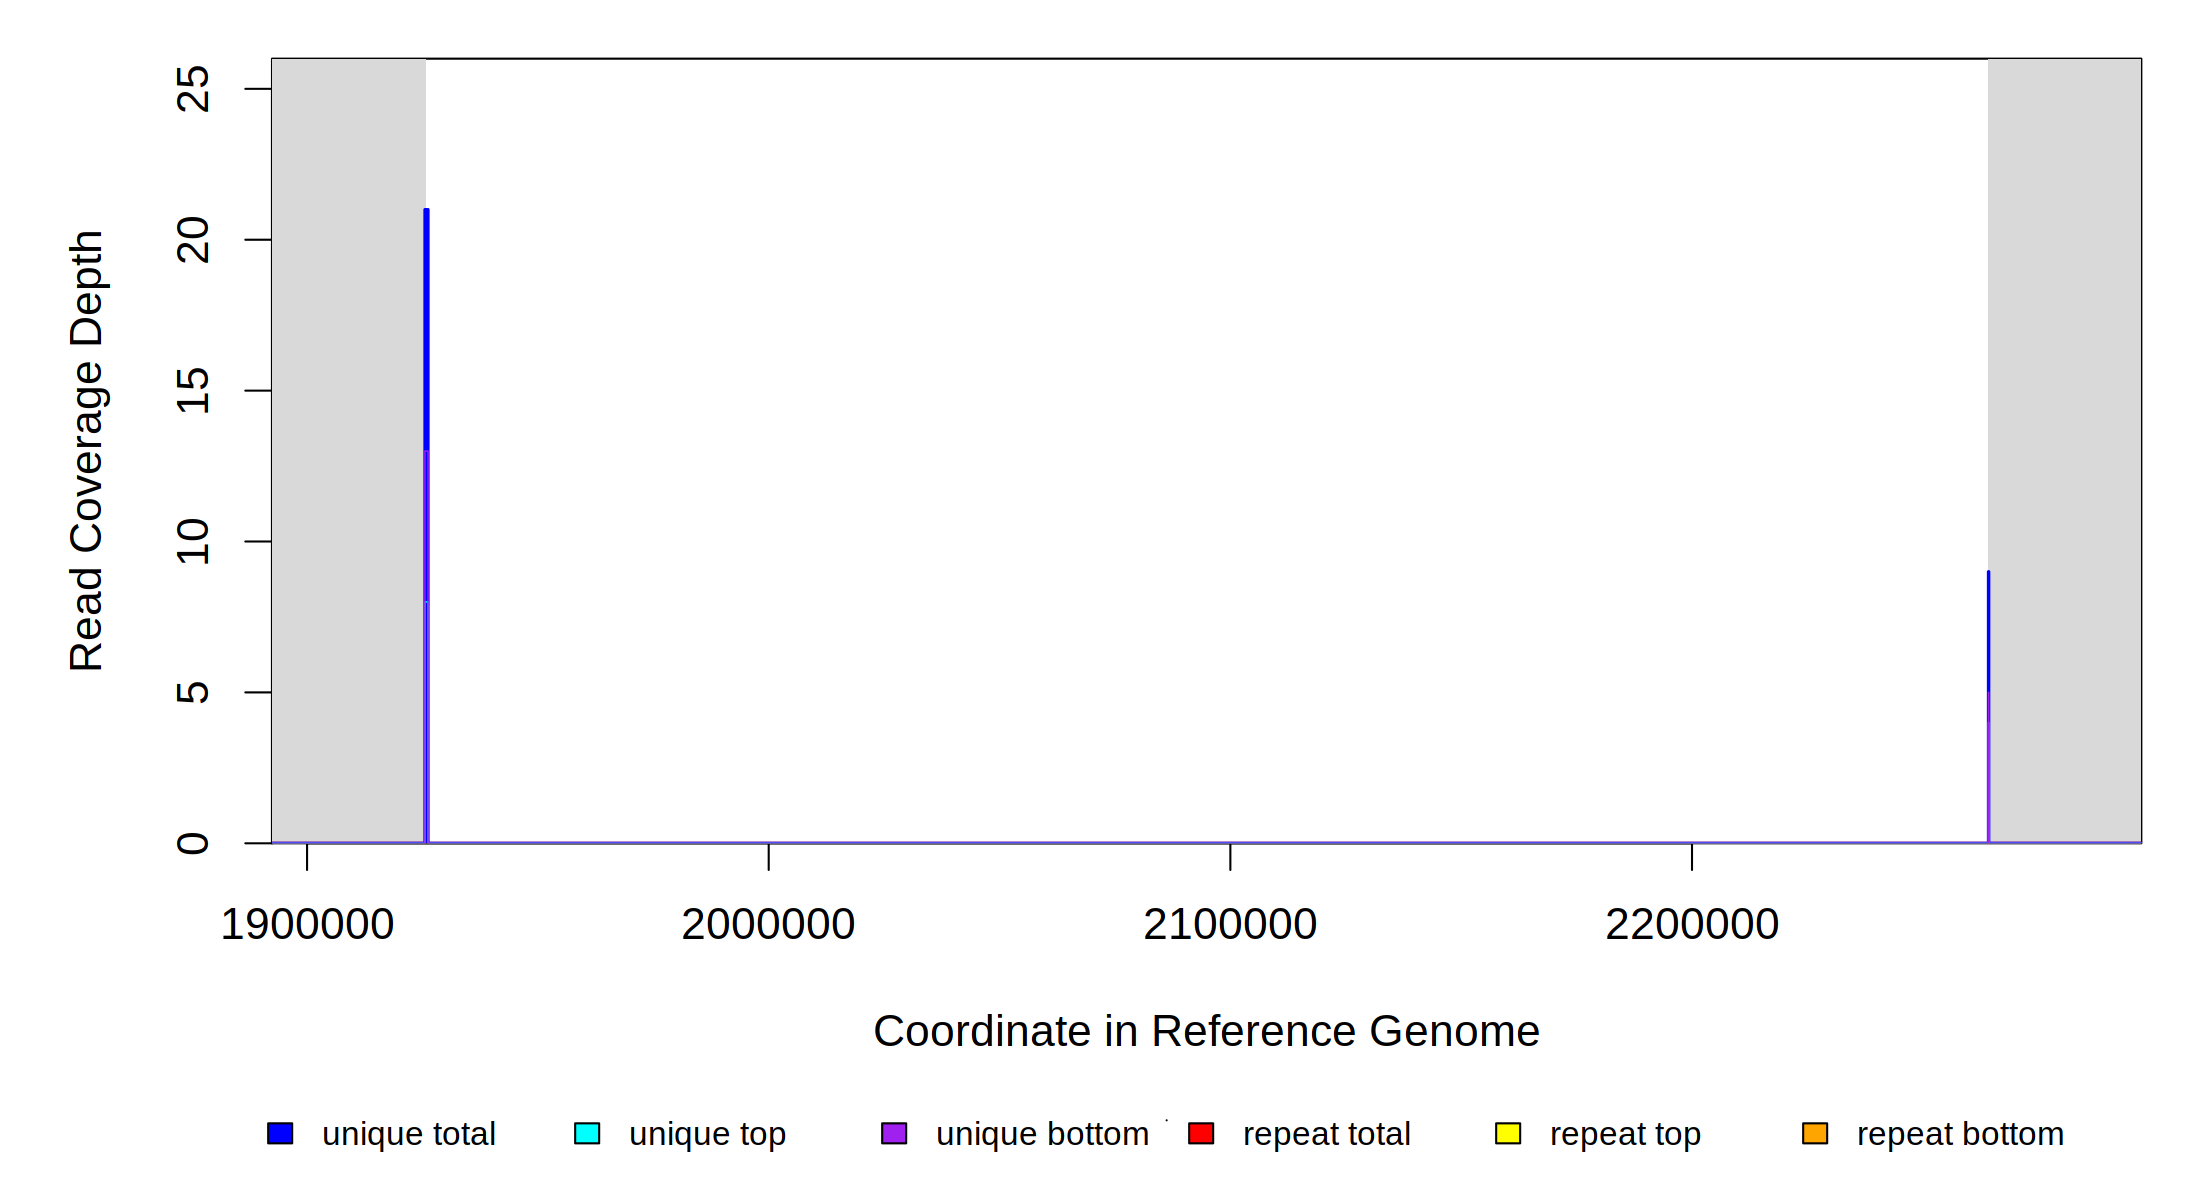 25
20
15
10
5
0
Read Coverage Depth
1900000 2000000 2100000 2200000
Coordinate in Reference Genome
unique total unique top unique bottom repeat total repeat top repeat bottom